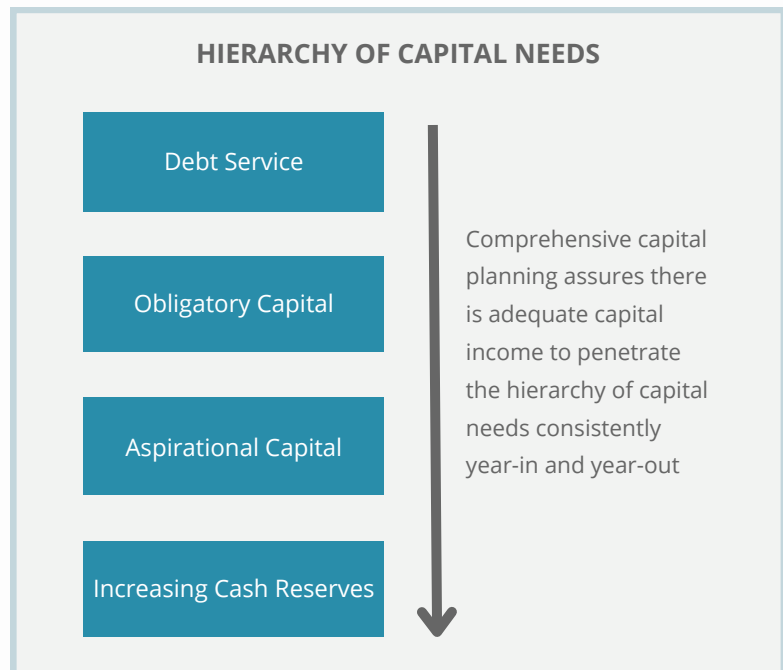 HIERARCHY OF CAPITAL NEEDS
Debt Service
Obligatory Capital
Aspirational Capital
Increasing Cash Reserves
Comprehensive capital
planning assures there
is adequate capital
income to penetrate
the hierarchy of capital
needs consistently
year-in and year-out